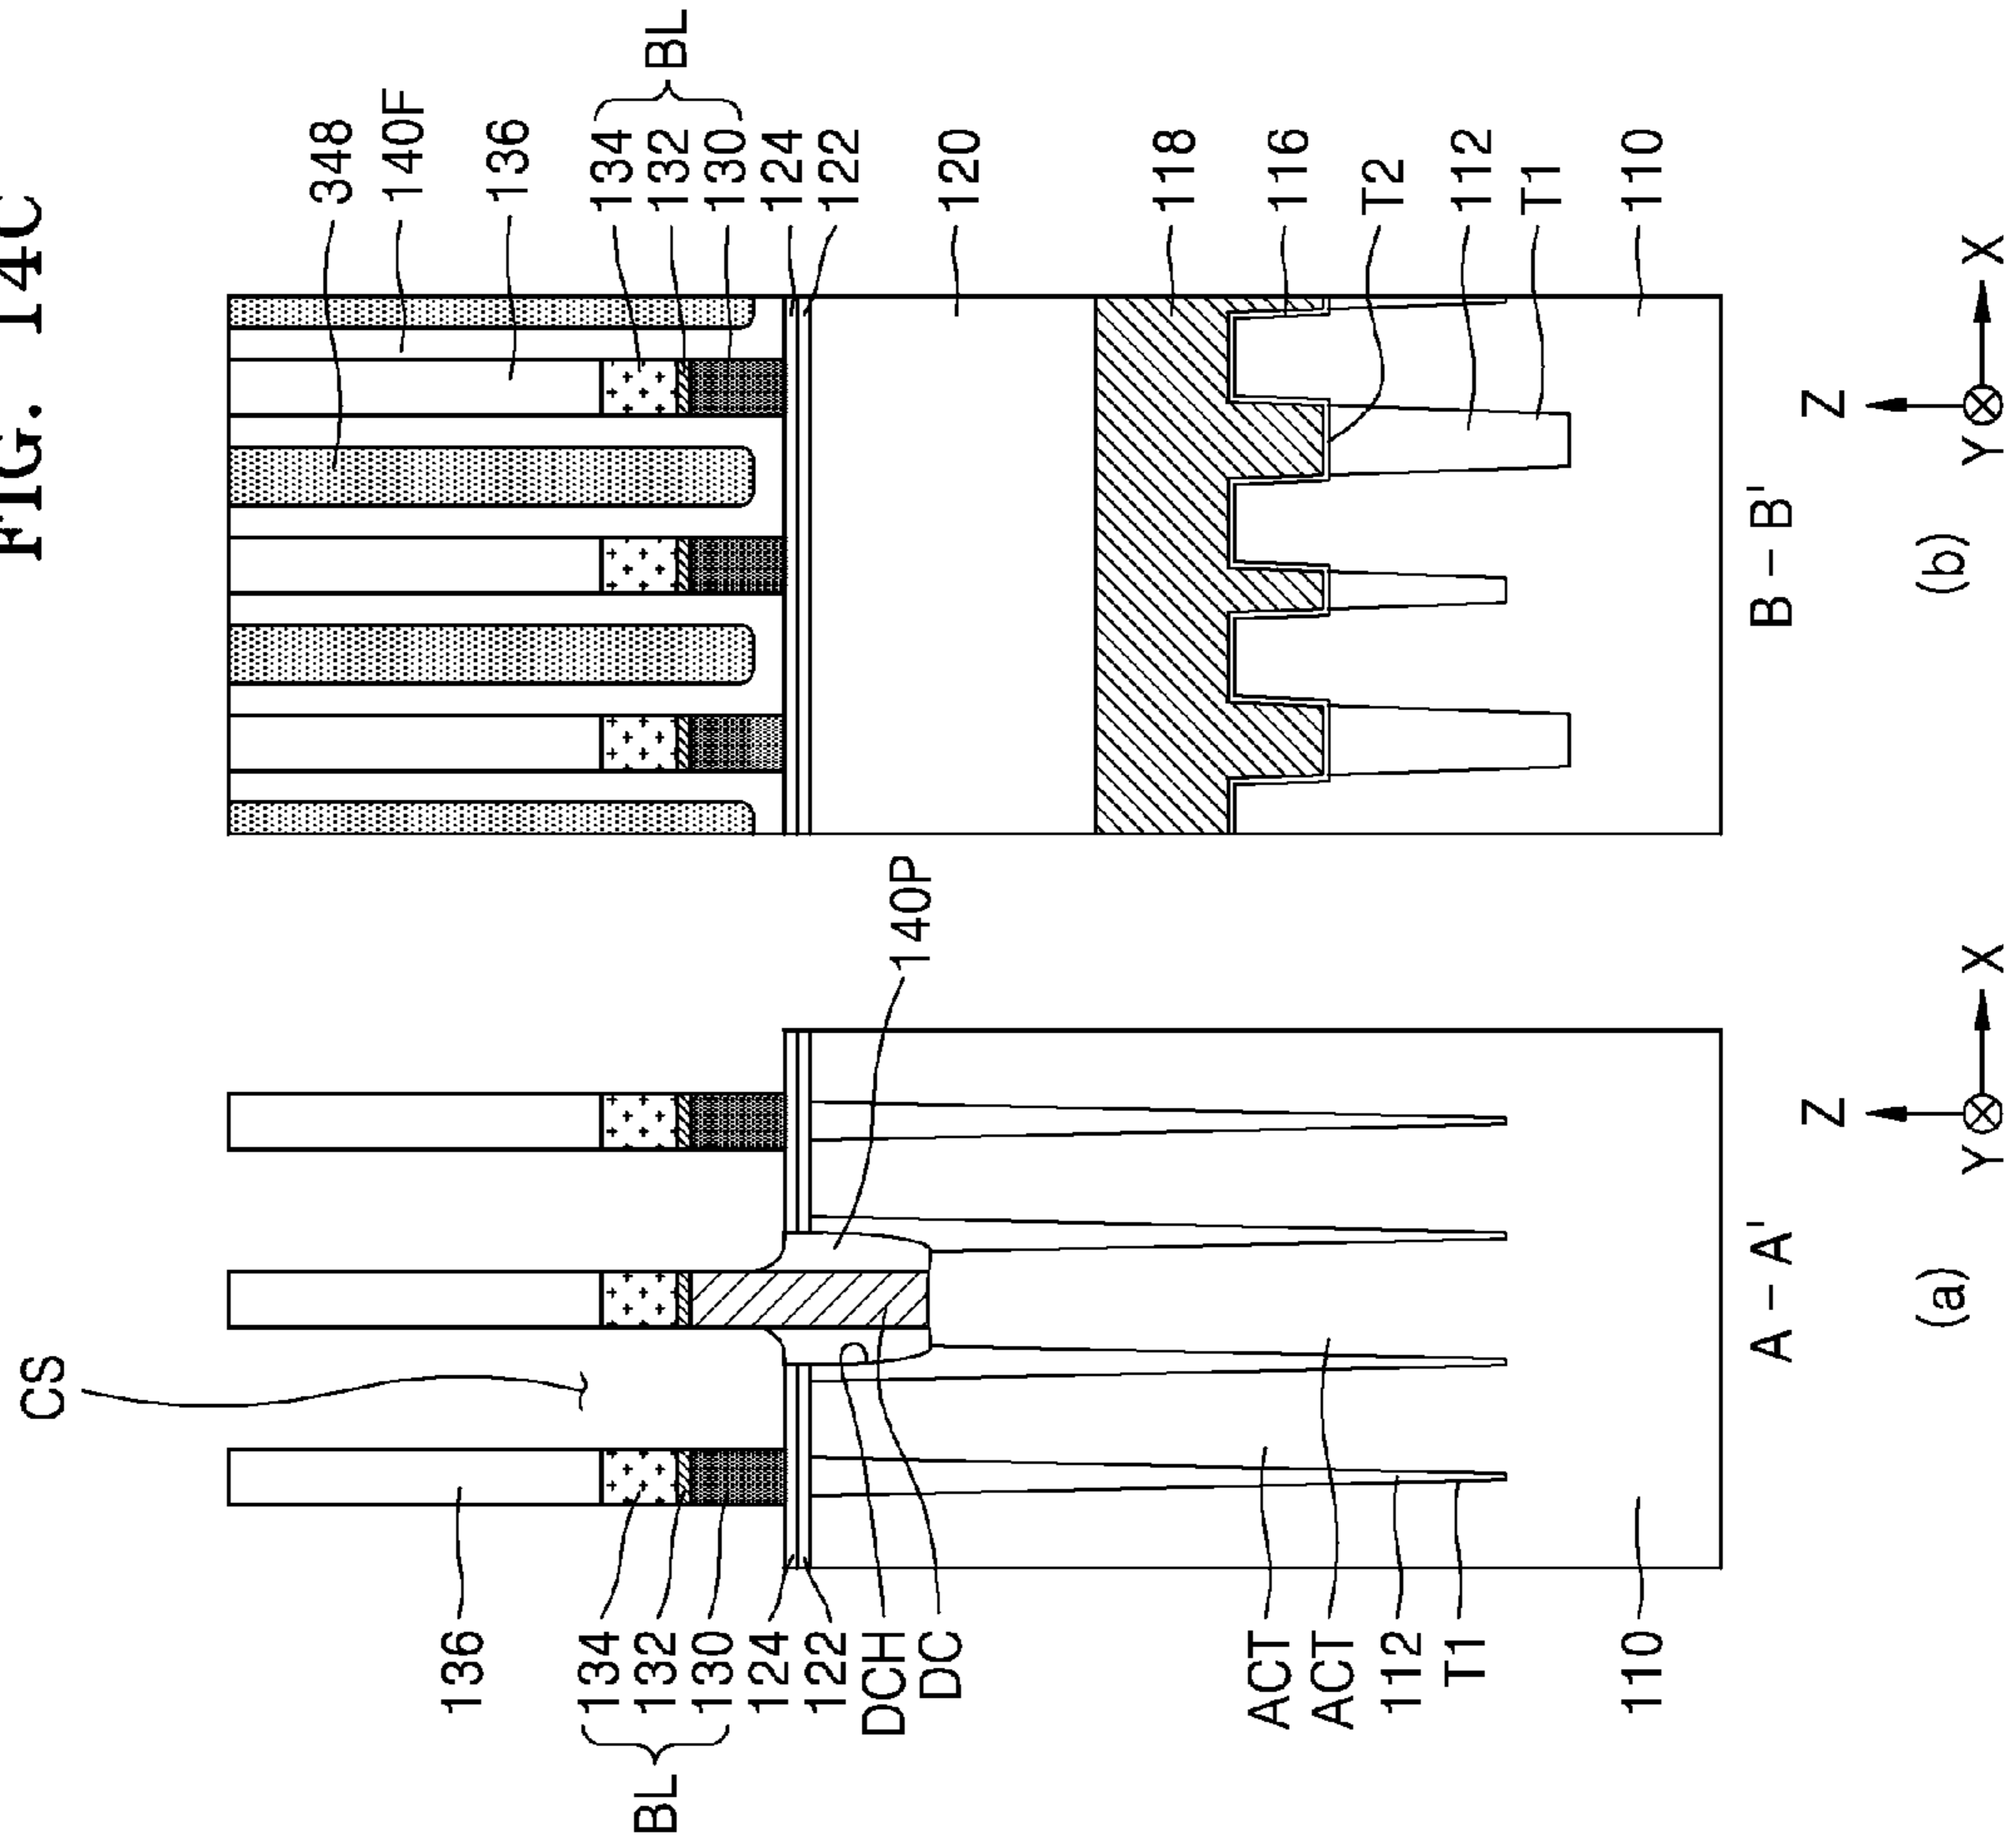 FIG. 14C
CS
136
134
BL
132
130
124
122
DCH
DC
ACT
ACT
112
T1
110
140P
A – A'
(a)
Z
Y
X
348
140F
136
134
132
BL
130
124
122
120
118
116
T2
112
T1
110
B – B'
(b)
Z
Y
X